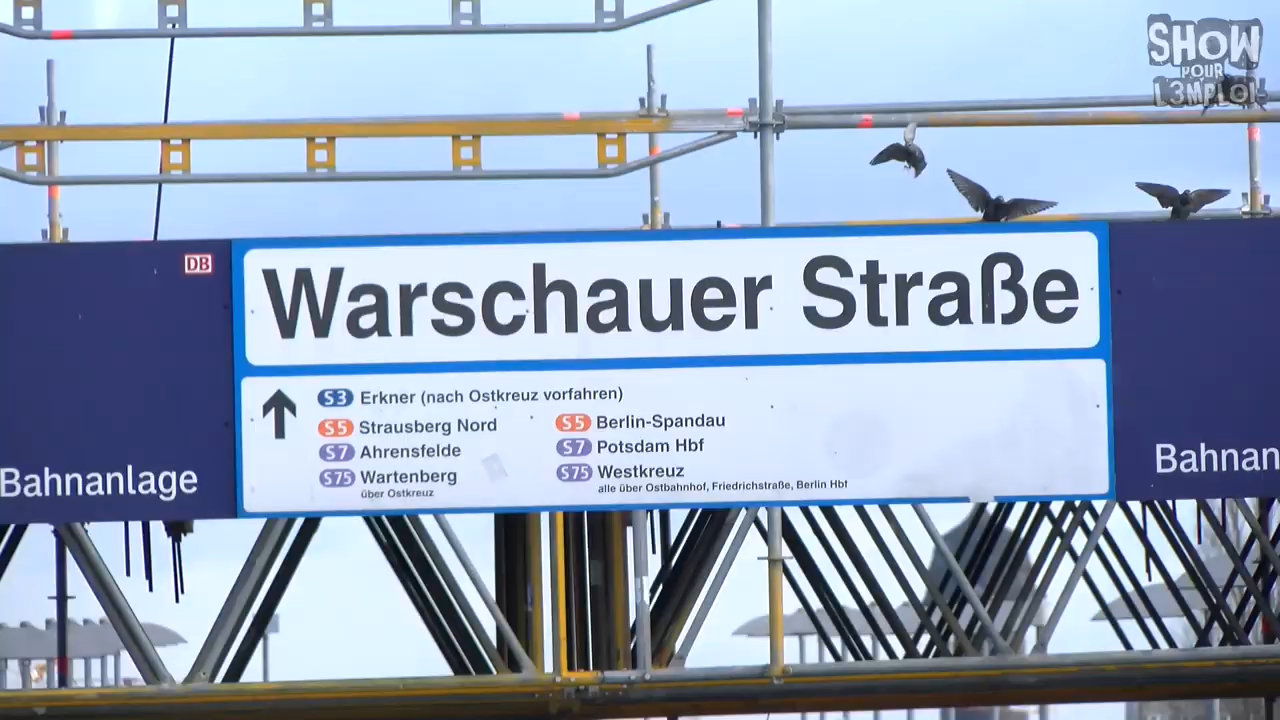 SHOW
POUR
L3MPLOI
DB
Warschauer Straße
S3 Erkner (nach Ostkreuz vorfahren)
S5 Strausberg Nord
S7 Ahrensfelde
S75 Wartenberg
über Ostkreuz
S5 Berlin-Spandau
S7 Potsdam Hbf
S75 Westkreuz
alle über Ostbahnhof, Friedrichstraße, Berlin Hbf
Bahnanlage
Bahnan